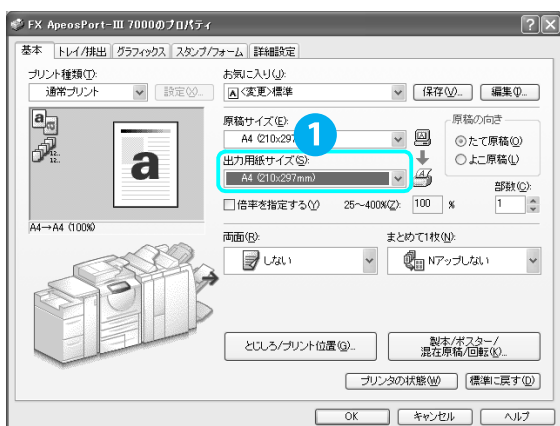 FX ApeosPort-III 7000のプロパティ
基本 トレイ/排出 グラフィックス スタンプ/フォーム 詳細設定
プリント種類(T):
通常プリント 設定(X)...
お気に入り(J):
A <変更>標準 保存(V)... 編集(I)...
原稿サイズ(E):
A4 (210x297
1
出力用紙サイズ(S):
A4 (210x297mm)
原稿の向き
たて原稿(O)
よこ原稿(L)
倍率を指定する(Y) 25～400%(Z): 100 %
部数(C):
1
a
12..
12..
a
A4→A4 (100%)
両面(R):
しない
まとめて1枚(N):
Nアップしない
とじしろ/プリント位置(G)...
製本/ポスター/
混在原稿/回転(K)...
プリンタの状態(W) 標準に戻す(D)
OK キャンセル ヘルプ